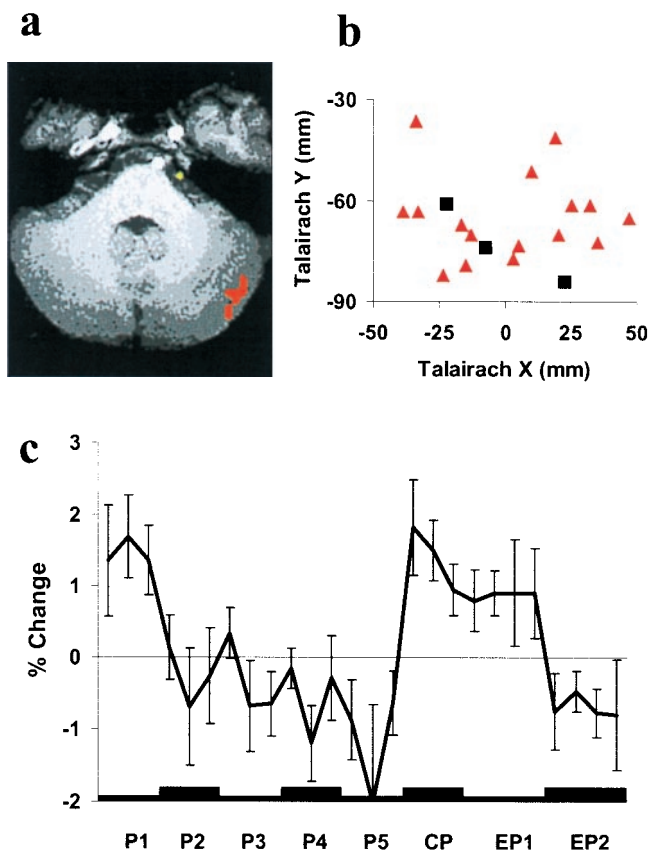 a
b
-30
-60
-90
Talairach Y (mm)
-50 -25 0 25 50
Talairach X (mm)
c
3
2
1
0
-1
-2
% Change
P1 P2 P3 P4 P5 CP EP1 EP2